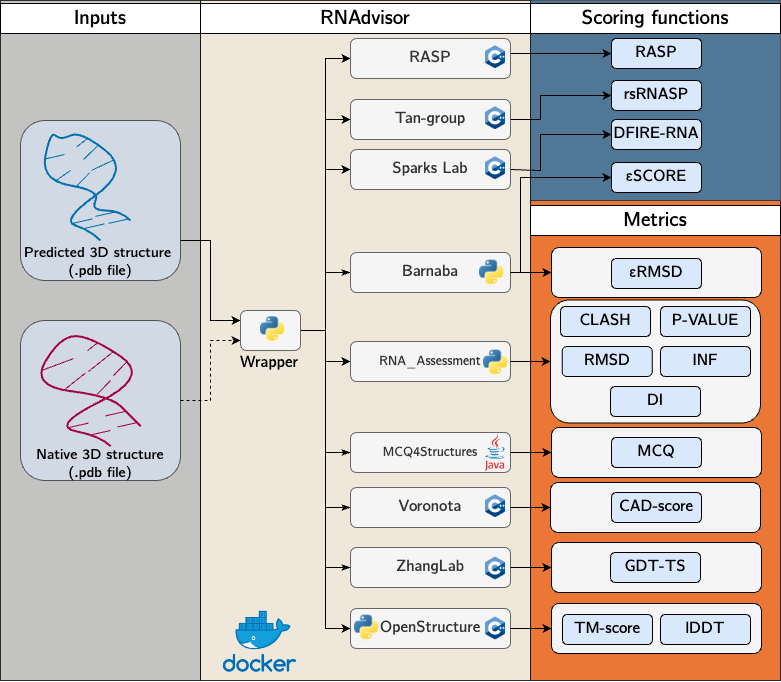 Inputs
RNAdvisor
Scoring functions
RASP
RASP
Tan-group
rsRNASP
Sparks Lab
DFIRE-RNA
εSCORE
Metrics
Predicted 3D structure
(.pdb file)
Barnaba
εRMSD
Wrapper
CLASH
P-VALUE
RNA_Assessment
RMSD
INF
DI
Native 3D structure
(.pdb file)
MCQ4Structures
Java
MCQ
Voronota
CAD-score
ZhangLab
GDT-TS
OpenStructure
TM-score
IDDT
docker